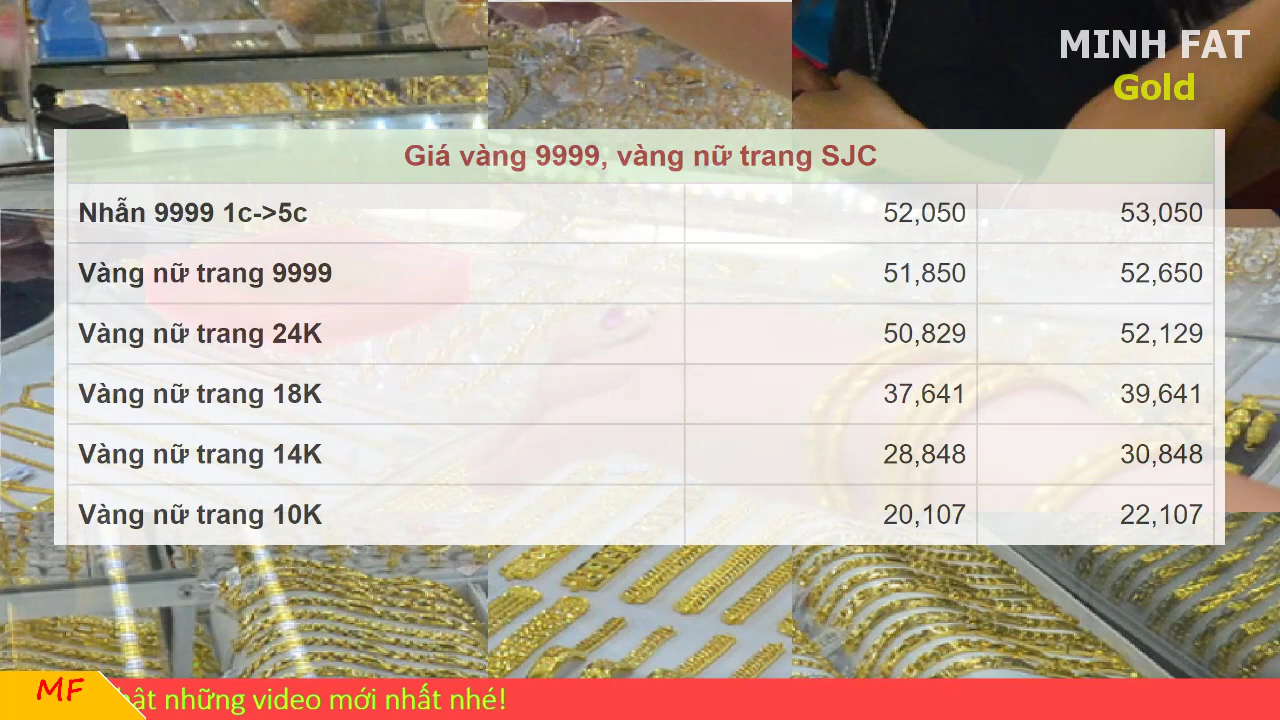 MINH FAT
Gold
Giá vàng 9999, vàng nữ trang SJC
Nhẫn 9999 1c->5c 52,050 53,050
Vàng nữ trang 9999 51,850 52,650
Vàng nữ trang 24K 50,829 52,129
Vàng nữ trang 18K 37,641 39,641
Vàng nữ trang 14K 28,848 30,848
Vàng nữ trang 10K 20,107 22,107
MF những video mới nhất nhé!